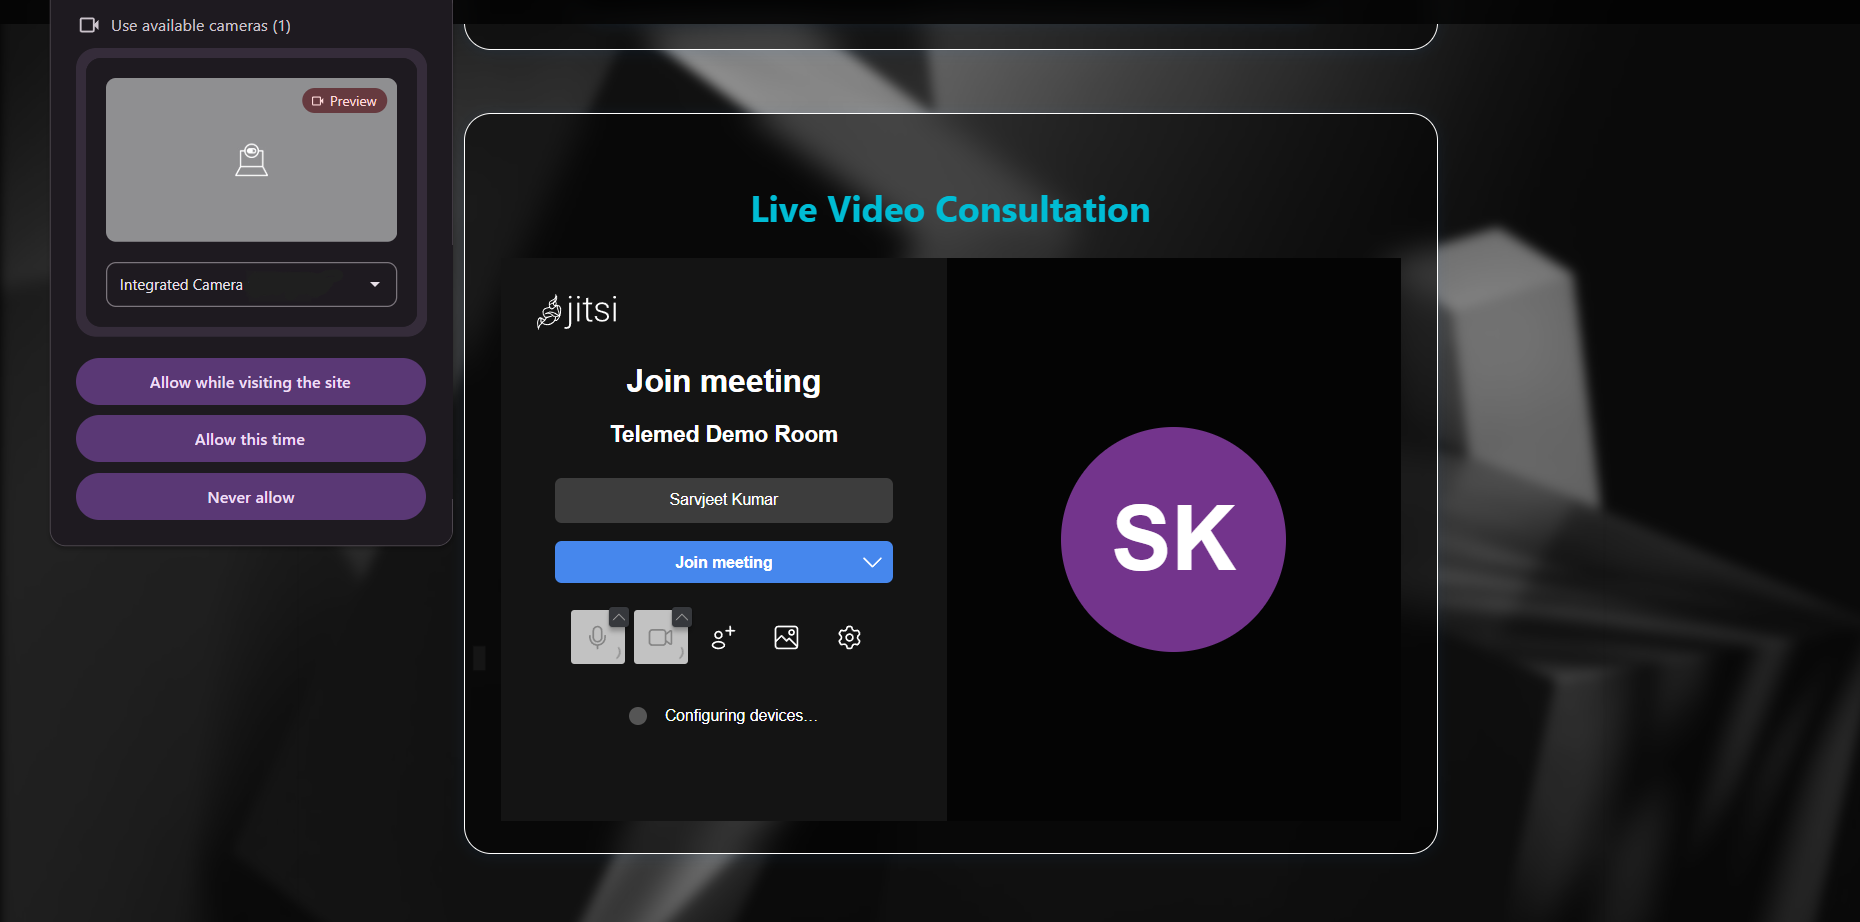 Use available cameras (1)
Preview
Integrated Camera
Allow while visiting the site
Allow this time
Never allow
Live Video Consultation
jitsi
Join meeting
Telemed Demo Room
Sarvjeet Kumar
Join meeting
Configuring devices...
SK